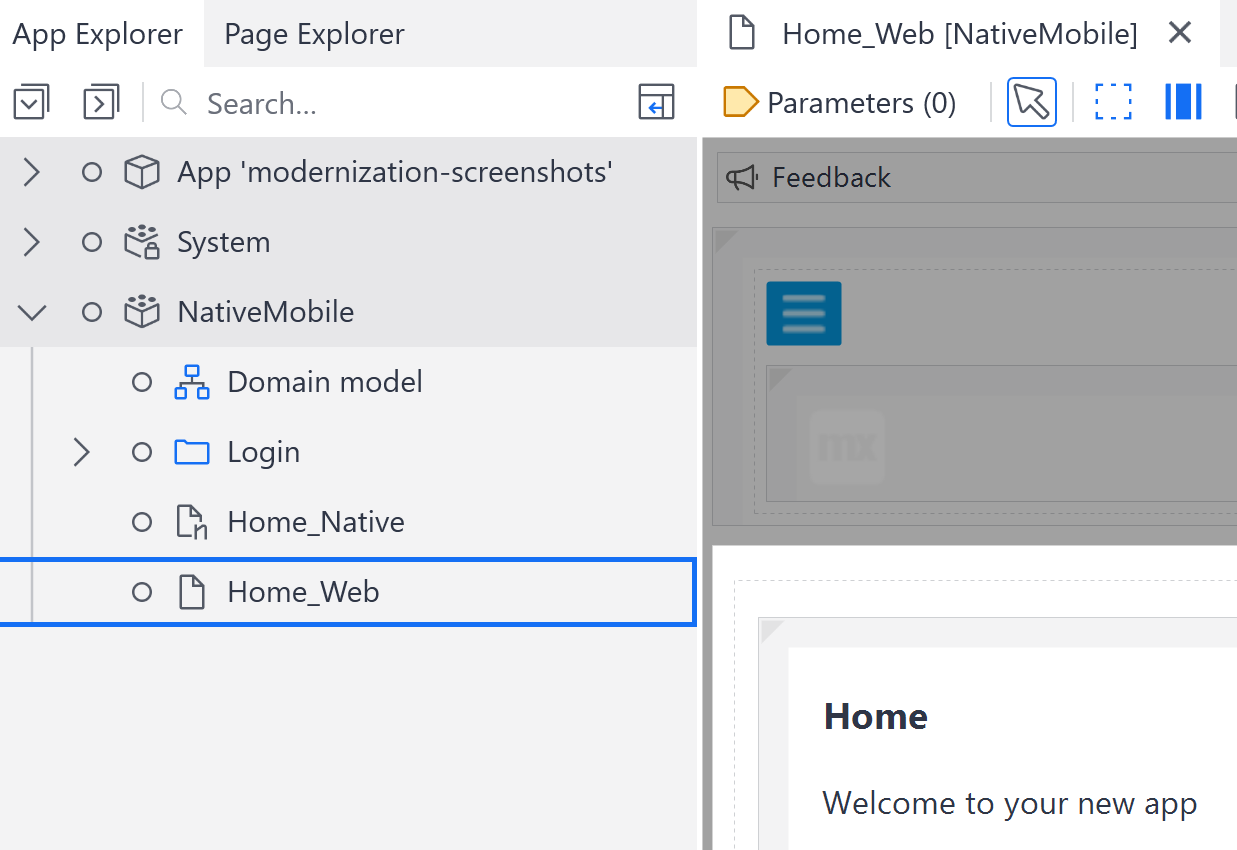 App Explorer
Page Explorer
Search...
App 'modernization-screenshots'
System
NativeMobile
Domain model
Login
Home_Native
Home_Web
Home_Web [NativeMobile]
Parameters (0)
Feedback
mx
Home
Welcome to your new app